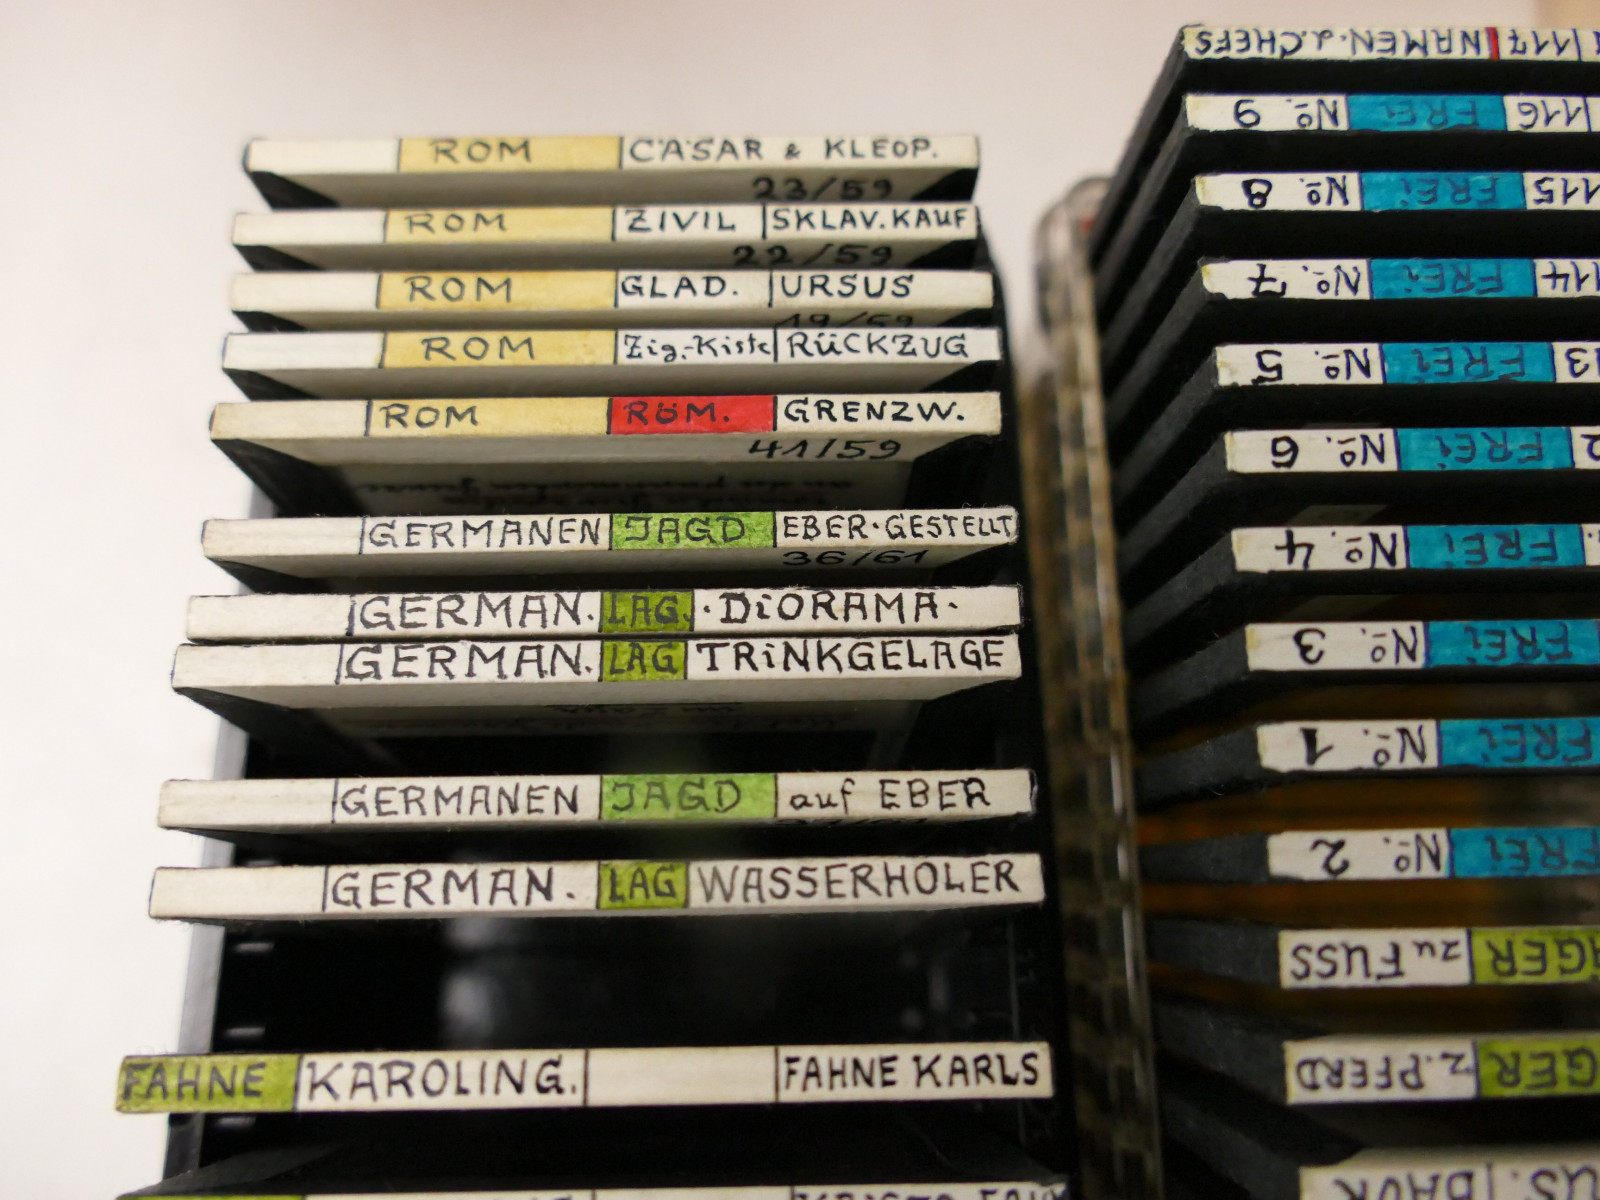 ROM CÄSAR & KLEOP.
23/59
ROM ZIVIL SKLAV.KAUF
22/59
ROM GLAD. URSUS
19/59
ROM Zig.-Kiste RÜCKZUG
ROM RÖM. GRENZW.
41/59
GERMANEN JAGD EBER·GESTELLT
36/61
GERMAN. LAG. ·DiORAMA·
GERMAN. LAG TRiNKGELAGE
GERMANEN JAGD auf EBER
GERMAN. LAG WASSERHOLER
FAHNE KAROLING. FAHNE KARLS
117 NAMEN.d.CHEFS
116 FREi No. 9
115 FREi No. 8
114 FREi No. 7
FREi No. 5
FREi No. 6
FREi No. 4
FREi No. 3
FREi No. 1
FREi No. 2
GER zu FUSS
GER z. PFERD